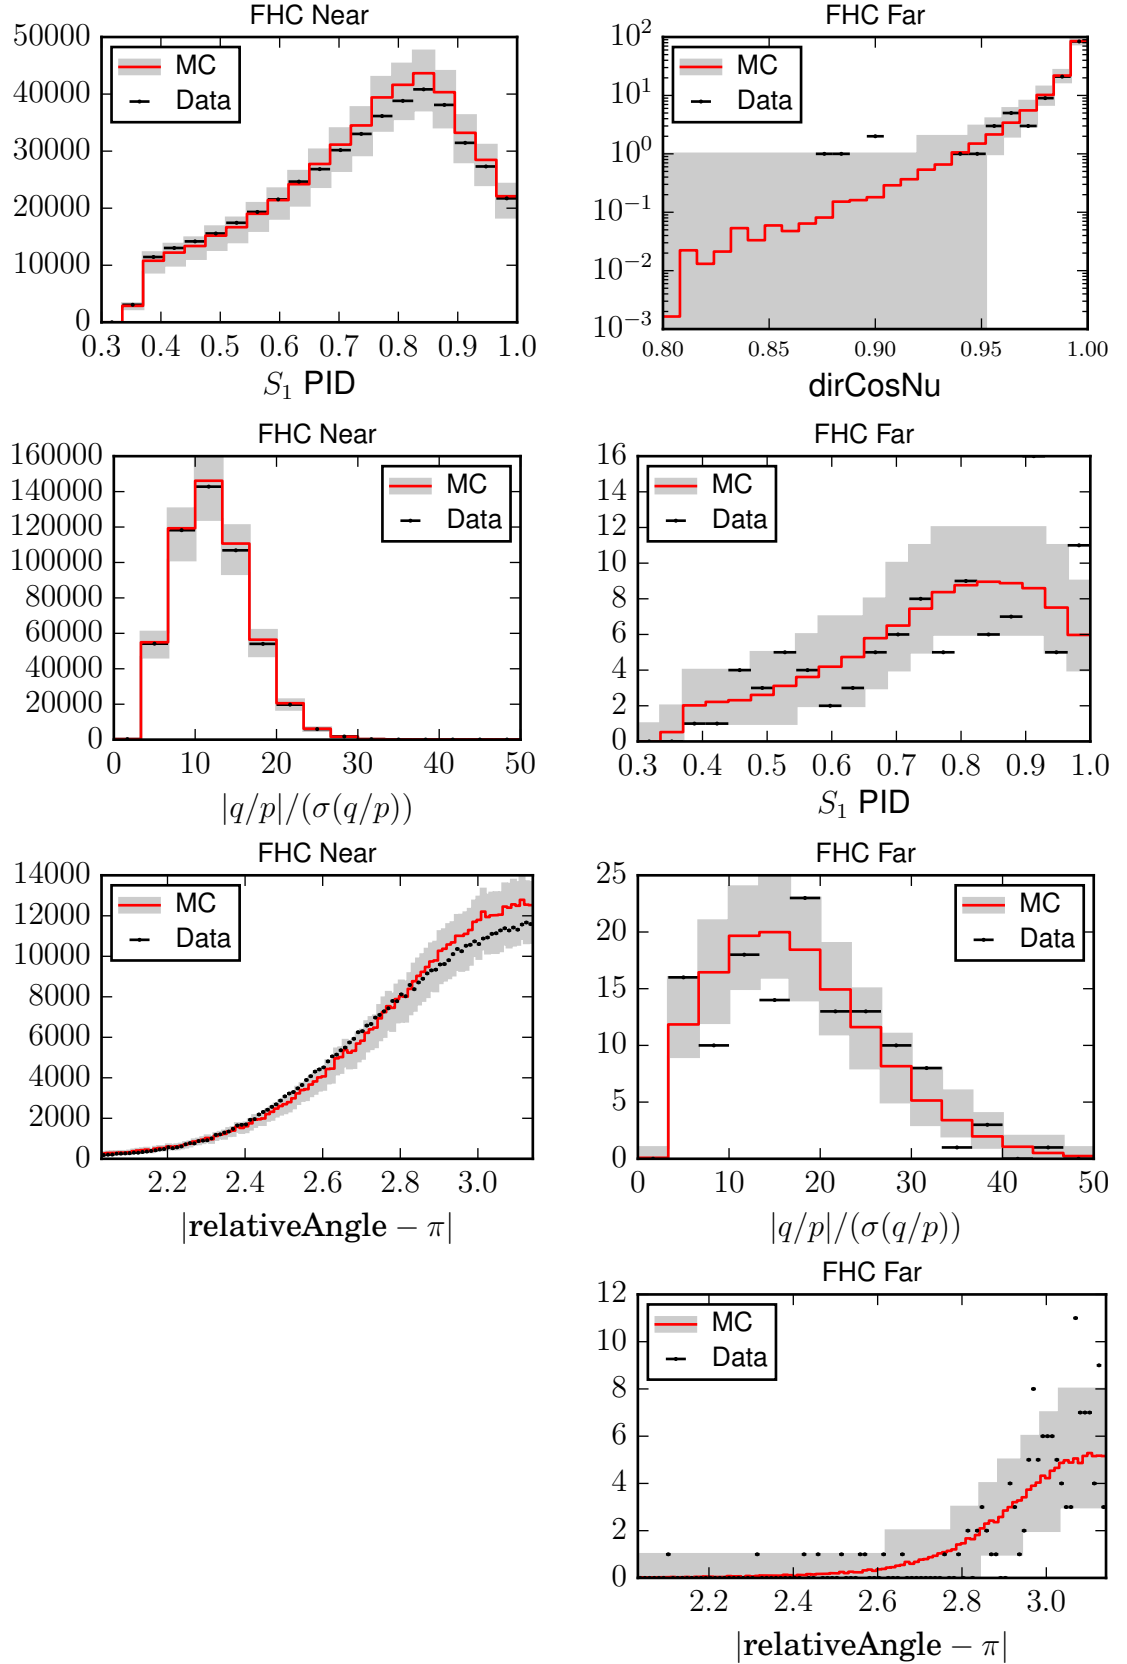 FHC Near
50000
40000
30000
20000
10000
0
MC
Data
0.3 0.4 0.5 0.6 0.7 0.8 0.9 1.0
S₁ PID
FHC Far
10²
10¹
10⁰
10⁻¹
10⁻²
10⁻³
MC
Data
0.80 0.85 0.90 0.95 1.00
dirCosNu
FHC Near
160000
140000
120000
100000
80000
60000
40000
20000
0
MC
Data
0 10 20 30 40 50
|q/p|/(σ(q/p))
FHC Far
16
14
12
10
8
6
4
2
0
MC
Data
0.3 0.4 0.5 0.6 0.7 0.8 0.9 1.0
S₁ PID
FHC Near
14000
12000
10000
8000
6000
4000
2000
0
MC
Data
2.2 2.4 2.6 2.8 3.0
|relativeAngle − π|
FHC Far
25
20
15
10
5
0
MC
Data
0 10 20 30 40 50
|q/p|/(σ(q/p))
FHC Far
12
10
8
6
4
2
0
MC
Data
2.2 2.4 2.6 2.8 3.0
|relativeAngle − π|